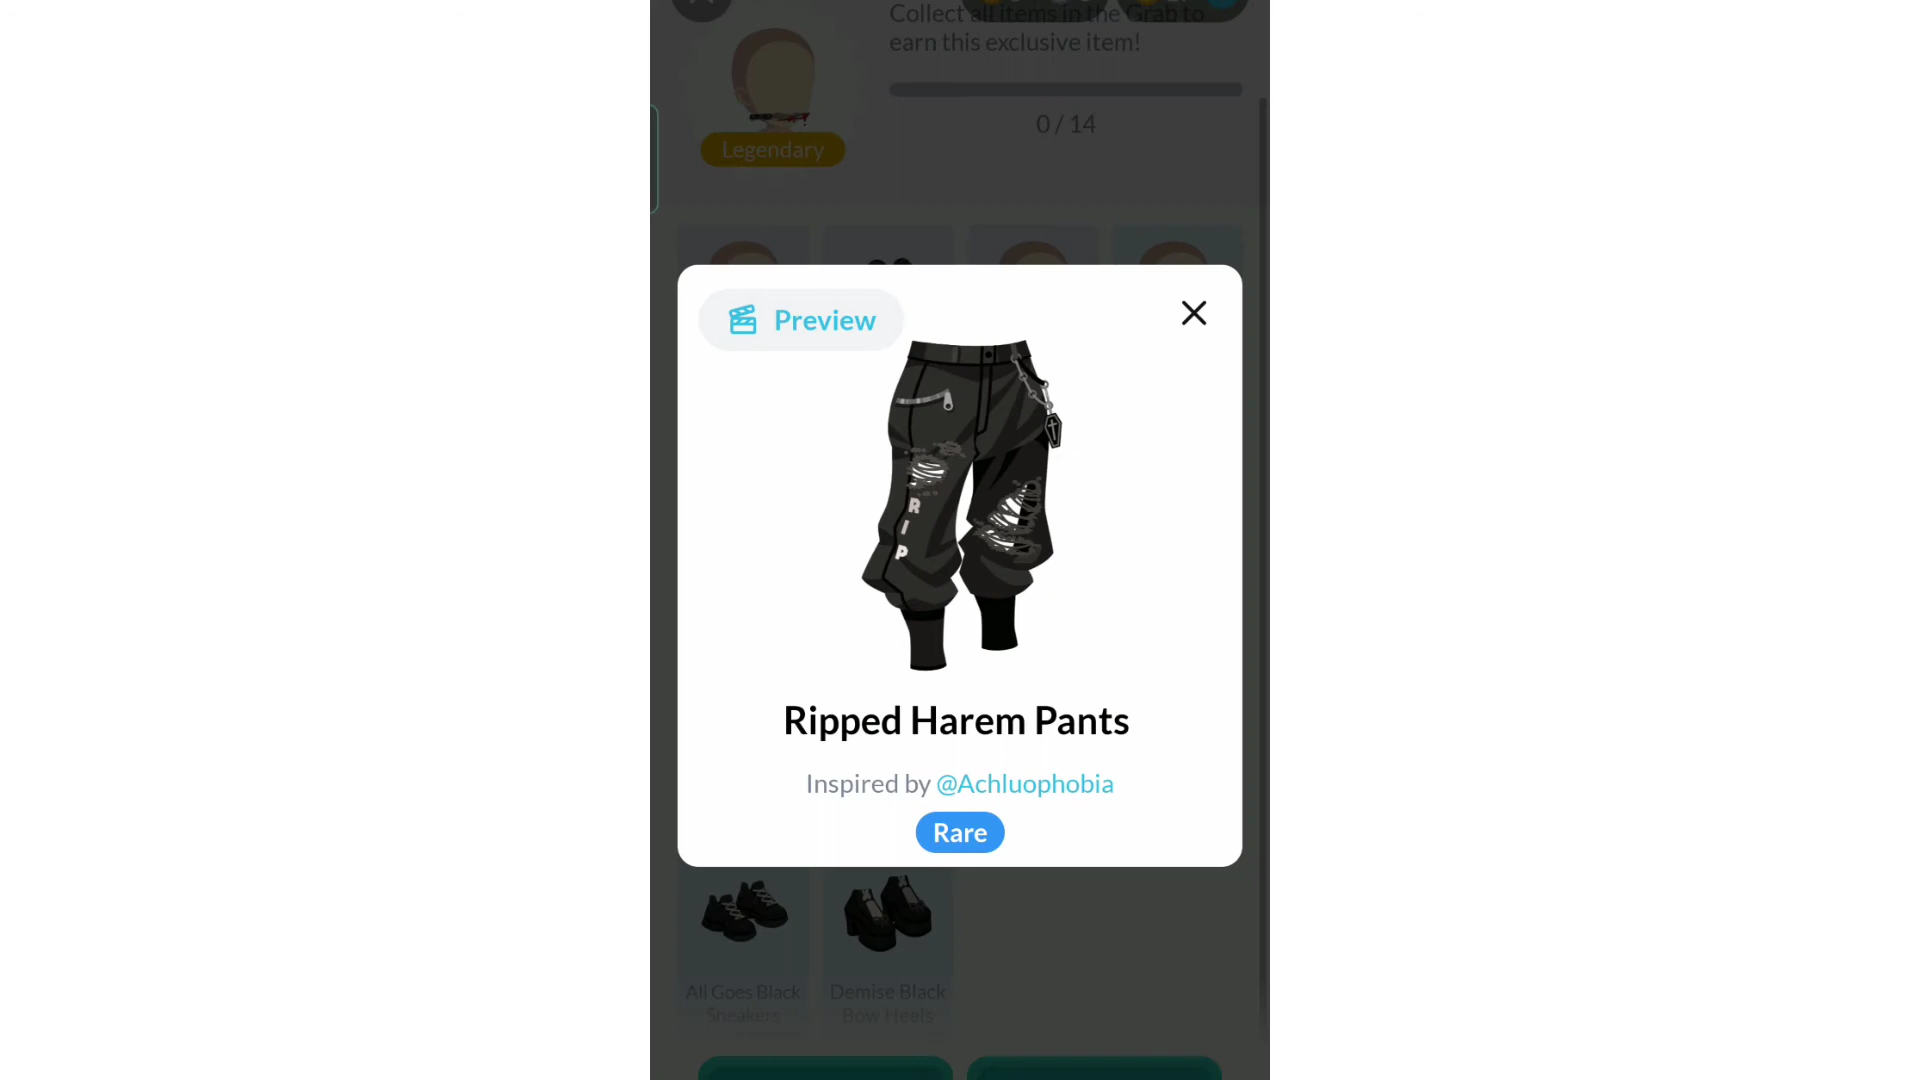 Collect all items in the Grab to
earn this exclusive item!
0 / 14
Legendary
Preview
R
I
P
Ripped Harem Pants
Inspired by @Achluophobia
Rare
All Goes Black
Sneakers
Demise Black
Bow Heels